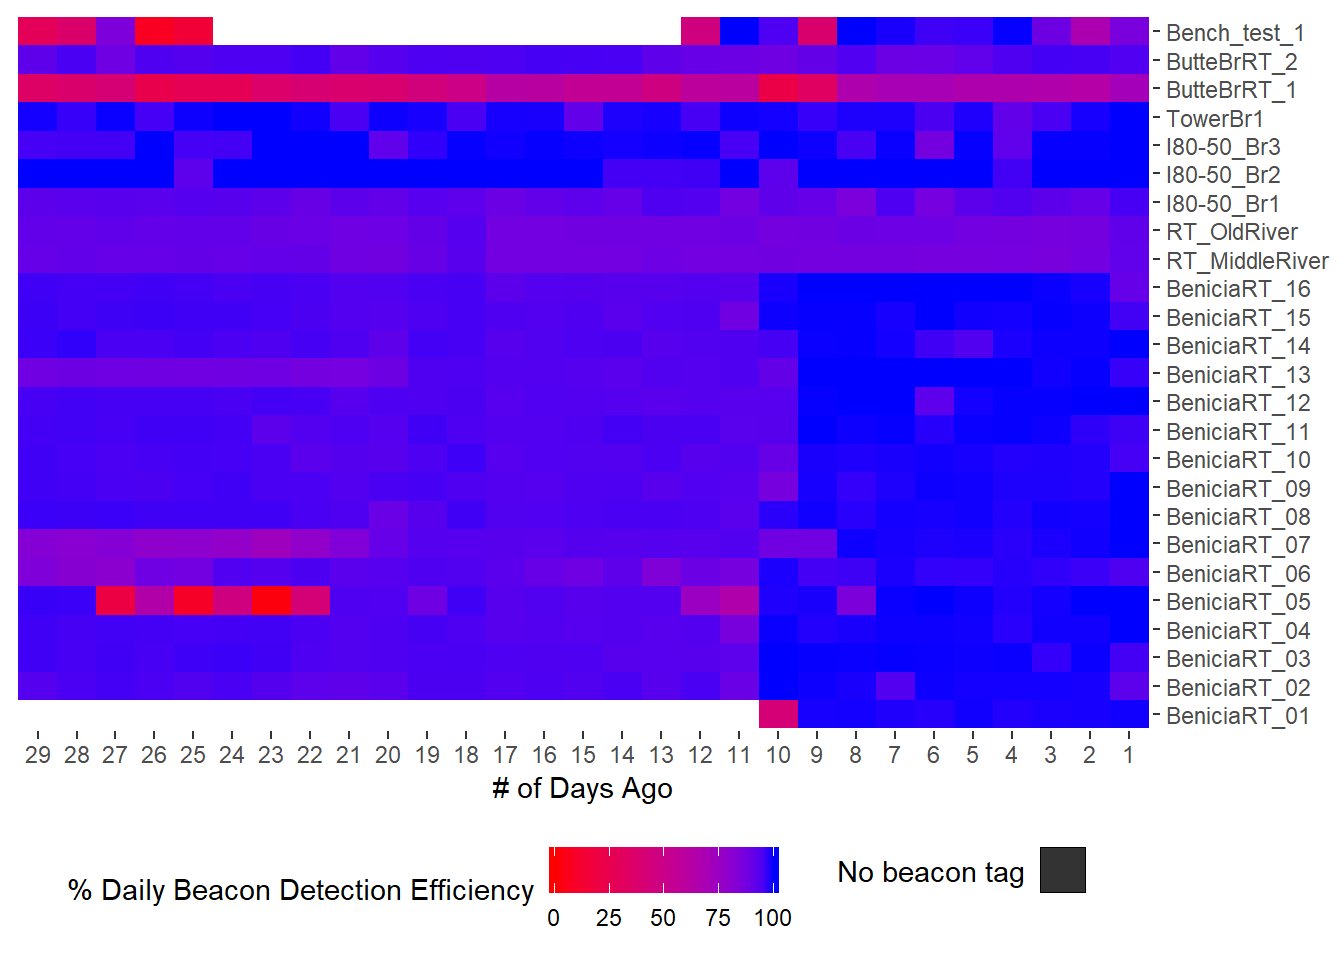 Bench_test_1
ButteBrRT_2
ButteBrRT_1
TowerBr1
I80-50_Br3
I80-50_Br2
I80-50_Br1
RT_OldRiver
RT_MiddleRiver
BeniciaRT_16
BeniciaRT_15
BeniciaRT_14
BeniciaRT_13
BeniciaRT_12
BeniciaRT_11
BeniciaRT_10
BeniciaRT_09
BeniciaRT_08
BeniciaRT_07
BeniciaRT_06
BeniciaRT_05
BeniciaRT_04
BeniciaRT_03
BeniciaRT_02
BeniciaRT_01
29 28 27 26 25 24 23 22 21 20 19 18 17 16 15 14 13 12 11 10 9 8 7 6 5 4 3 2 1
# of Days Ago
% Daily Beacon Detection Efficiency
0 25 50 75 100
No beacon tag